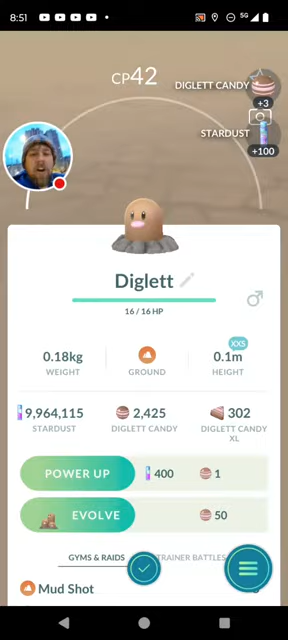 8:51
5G
CP42
DIGLETT CANDY
+3
STARDUST
+100
Diglett
16 / 16 HP
XXS
0.18kg
0.1m
WEIGHT
GROUND
HEIGHT
9,964,115
2,425
302
STARDUST
DIGLETT CANDY
DIGLETT CANDY
XL
POWER UP
400
1
EVOLVE
50
GYMS & RAIDS
TRAINER BATTLES
Mud Shot